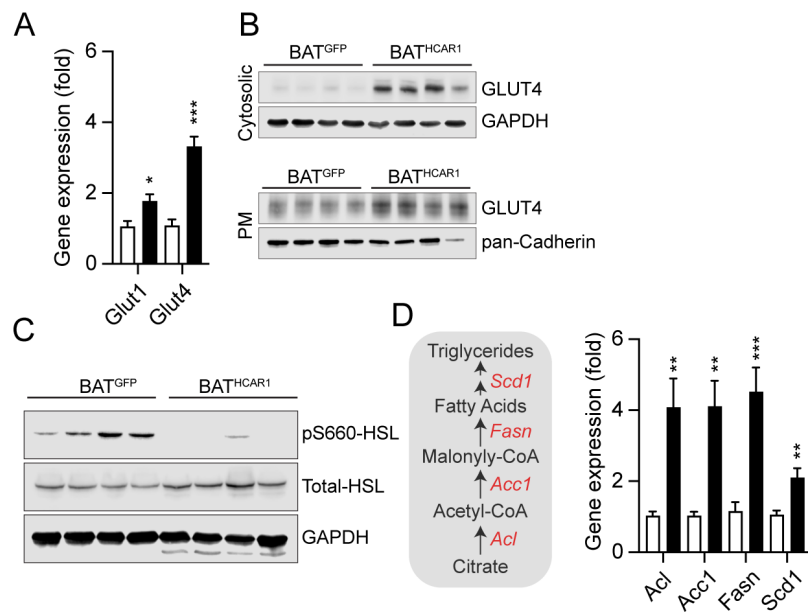 A
Gene expression (fold)
6
4
2
0
*
***
Glut1
Glut4
B
BATGFP
BATHCAR1
Cytosolic
GLUT4
GAPDH
BATGFP
BATHCAR1
PM
GLUT4
pan-Cadherin
C
BATGFP
BATHCAR1
pS660-HSL
Total-HSL
GAPDH
D
Triglycerides
Scd1
Fatty Acids
Fasn
Malonyly-CoA
Acc1
Acetyl-CoA
Acl
Citrate
Gene expression (fold)
6
4
2
0
**
**
***
**
Acl
Acc1
Fasn
Scd1